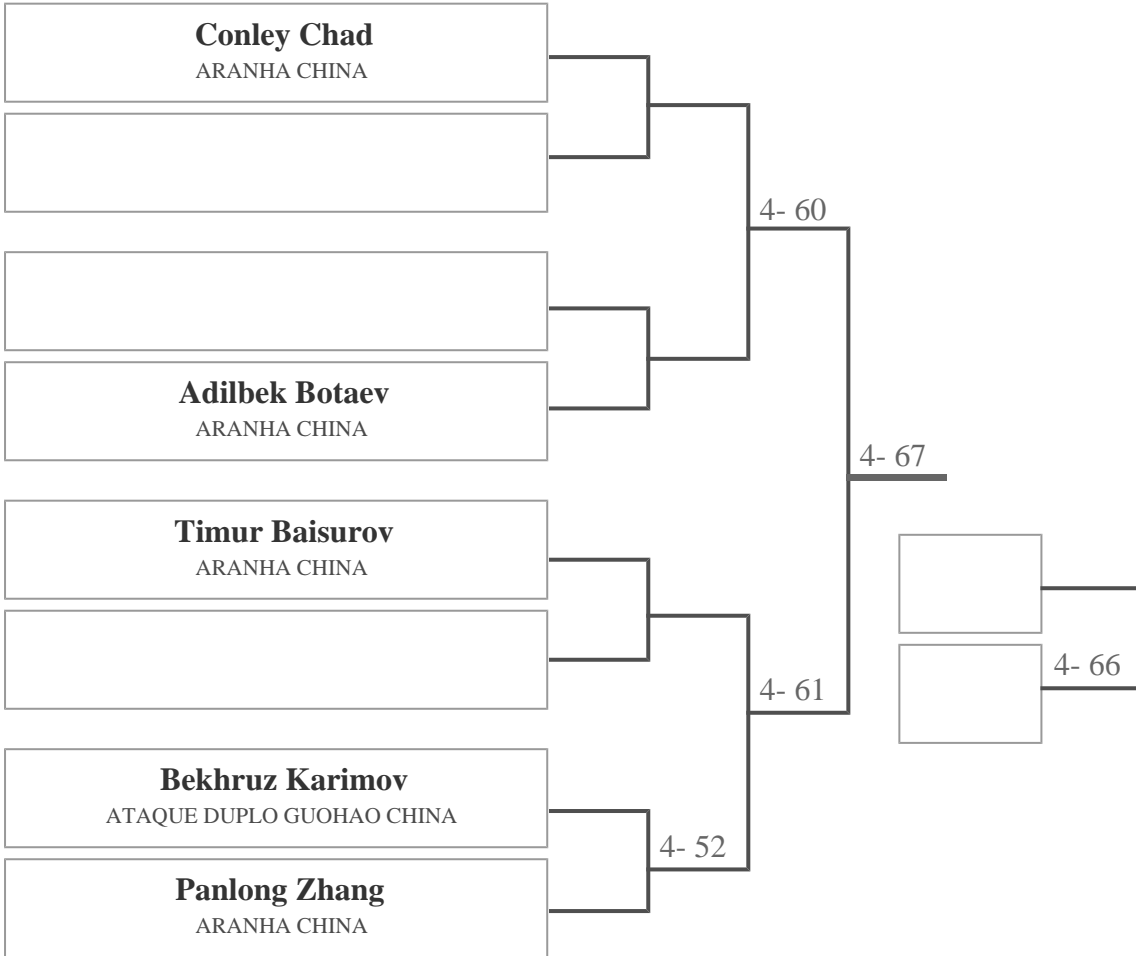 Conley Chad
ARANHA CHINA
4- 60
Adilbek Botaev
ARANHA CHINA
4- 67
Timur Baisurov
ARANHA CHINA
4- 66
4- 61
Bekhruz Karimov
ATAQUE DUPLO GUOHAO CHINA
4- 52
Panlong Zhang
ARANHA CHINA